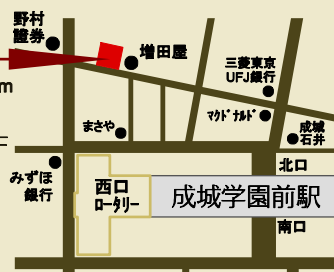 野村
證券
増田屋
三菱東京
UFJ銀行
m
マクドナルド
まさや
成城
石井
みずほ
銀行
北口
西口
ロータリー
成城学園前駅
南口